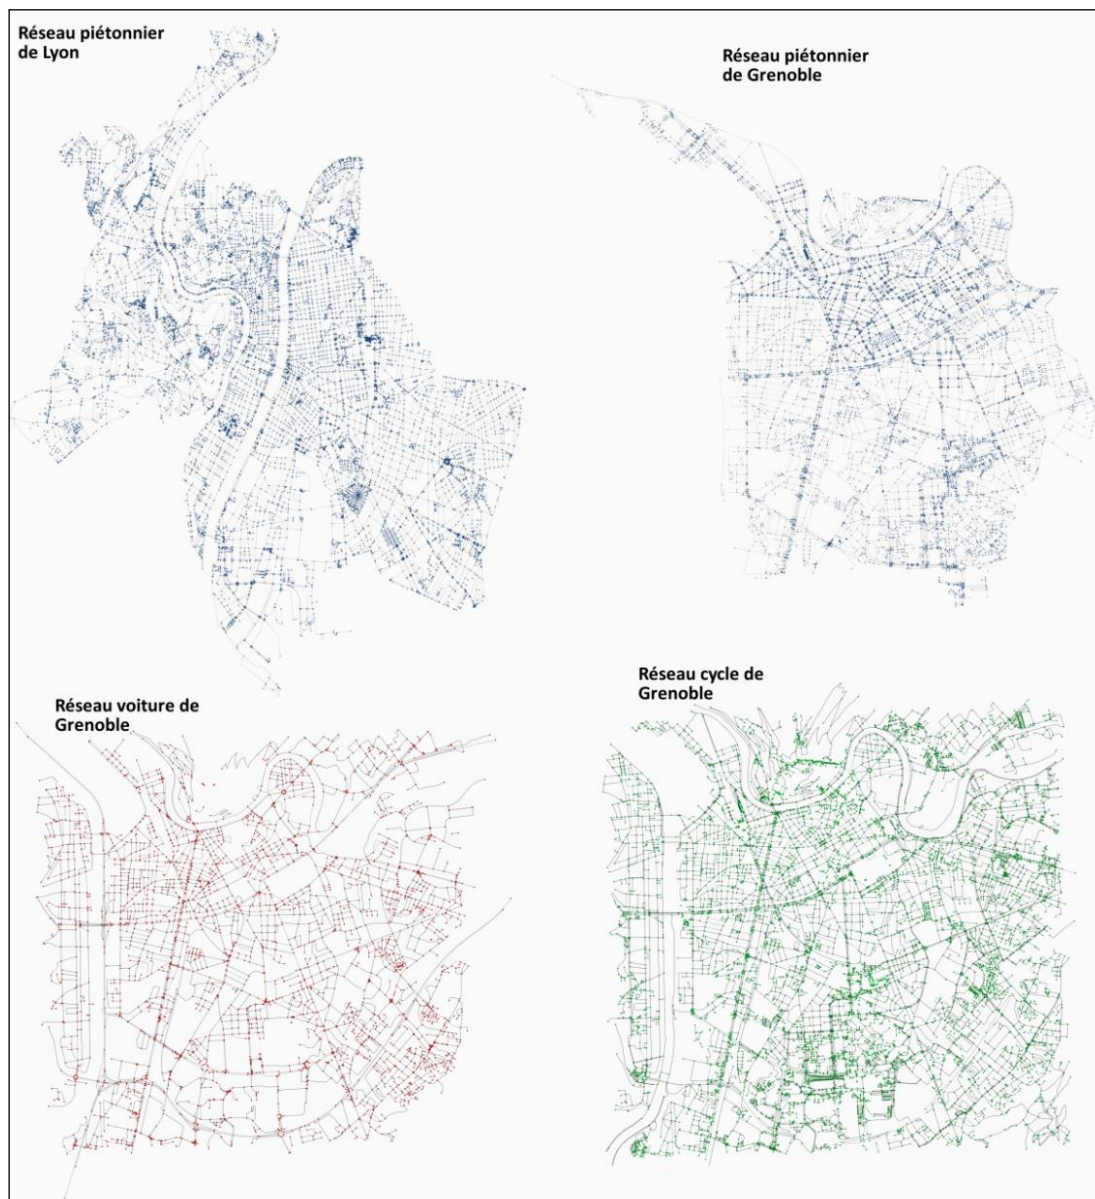 Réseau piétonnier
de Lyon
Réseau piétonnier
de Grenoble
Réseau voiture de
Grenoble
Réseau cycle de
Grenoble